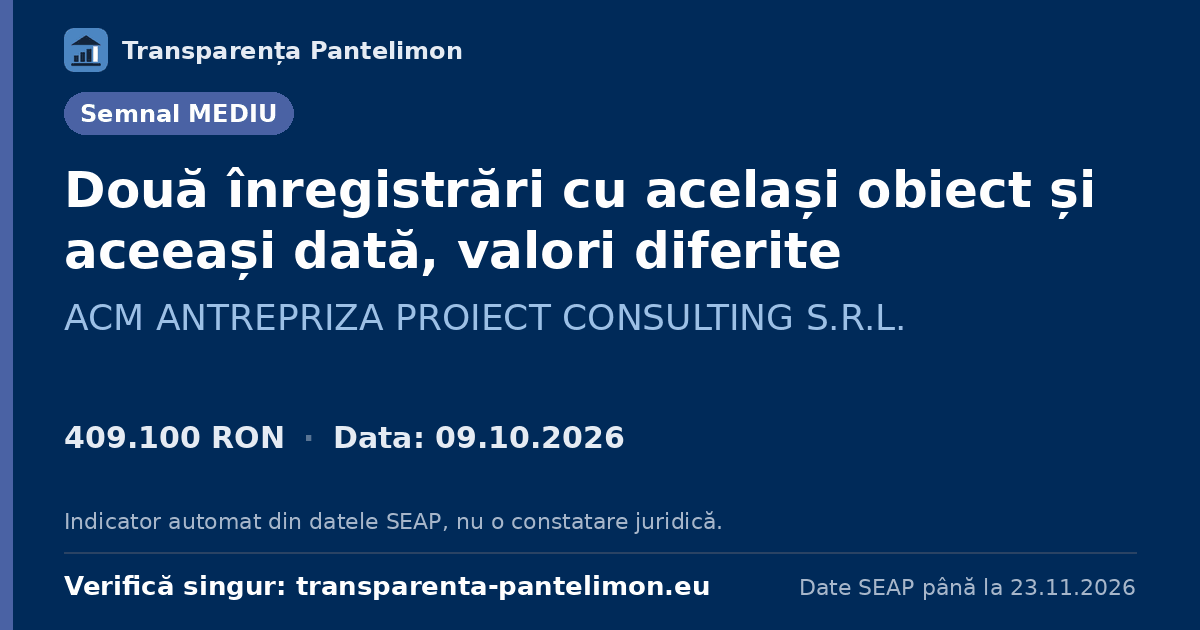 Transparența Pantelimon
Semnal MEDIU
Două înregistrări cu același obiect și
aceeași dată, valori diferite
ACM ANTREPRIZA PROIECT CONSULTING S.R.L.
409.100 RON · Data: 09.10.2026
Indicator automat din datele SEAP, nu o constatare juridică.
Verifică singur: transparenta-pantelimon.eu
Date SEAP până la 23.11.2026